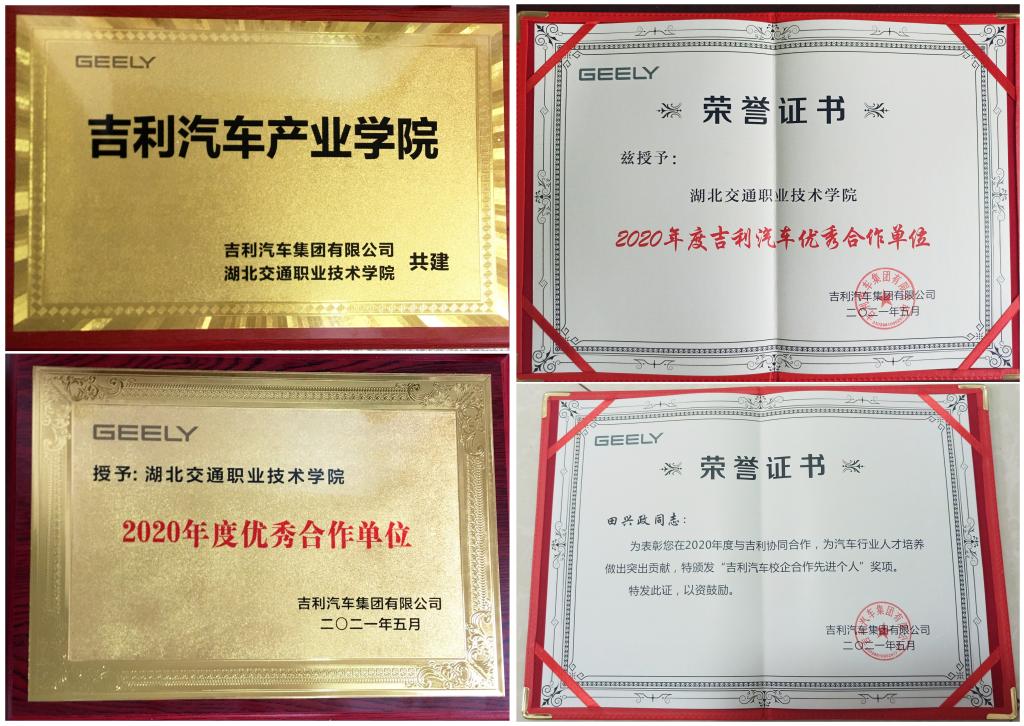 GEELY
吉利汽车产业学院
吉利汽车集团有限公司
湖北交通职业技术学院
共建
GEELY
荣誉证书
兹授予：
湖北交通职业技术学院
2020年度吉利汽车优秀合作单位
吉利汽车集团有限公司
二〇二一年五月
GEELY
授予: 湖北交通职业技术学院
2020年度优秀合作单位
吉利汽车集团有限公司
二〇二一年五月
GEELY
荣誉证书
田兴政同志：
为表彰您在2020年度与吉利协同合作，为汽车行业人才培养
做出突出贡献，特颁发“吉利汽车校企合作先进个人”奖项。
特发此证，以资鼓励。
吉利汽车集团有限公司
二〇二一年五月